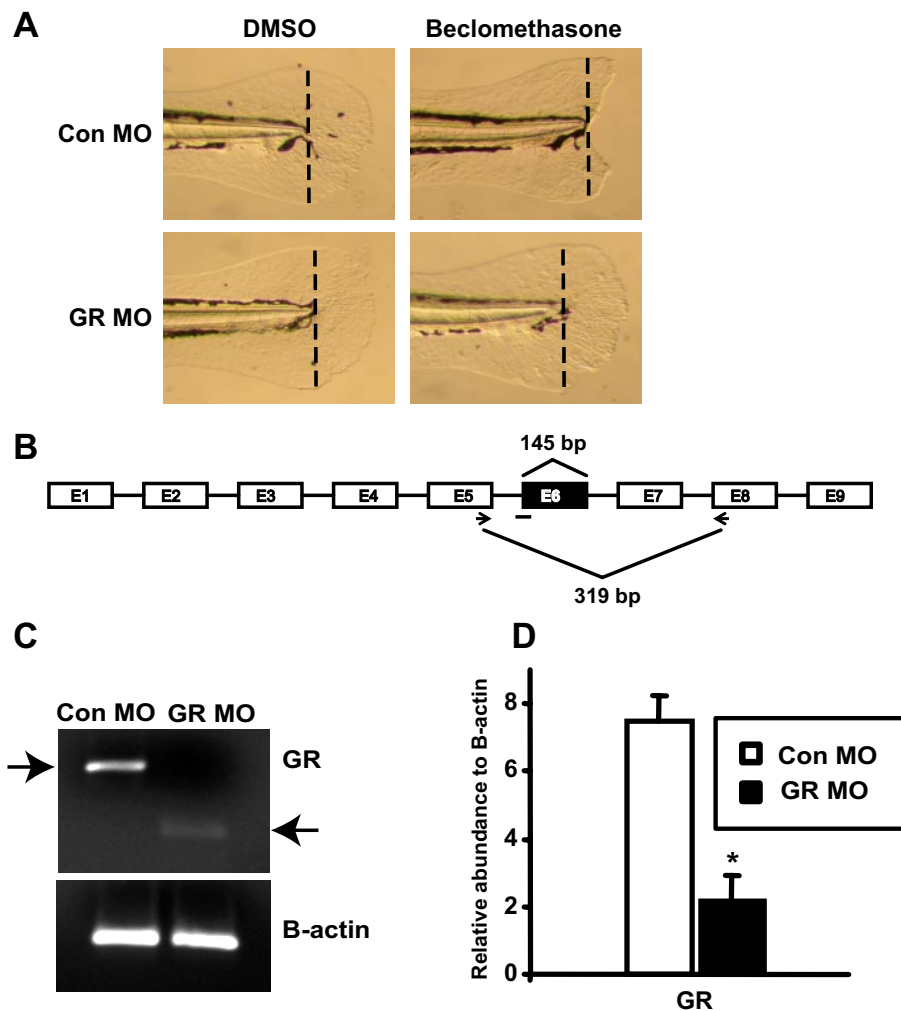 A
DMSO Beclomethasone
Con MO
GR MO
B
145 bp
E1 E2 E3 E4 E5 E6 E7 E8 E9
319 bp
C
Con MO GR MO
GR
B-actin
D
Relative abundance to B-actin
8
6
4
2
0
*
GR
Con MO
GR MO